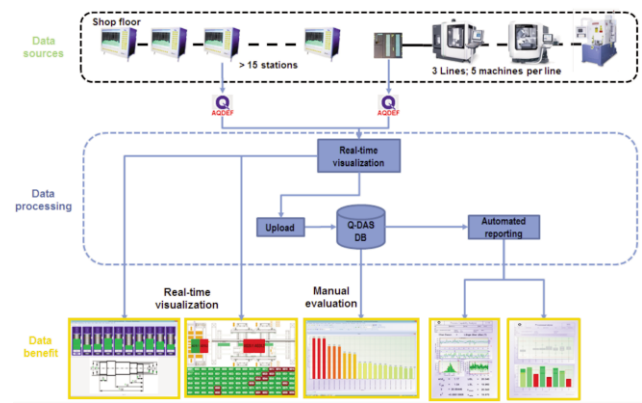 Data
sources
Shop floor
> 15 stations
3 Lines; 5 machines per line
Q
AQDEF
Q
AQDEF
Data
processing
Real-time
visualization
Upload
Q-DAS
DB
Automated
reporting
Real-time
visualization
Manual
evaluation
Data
benefit